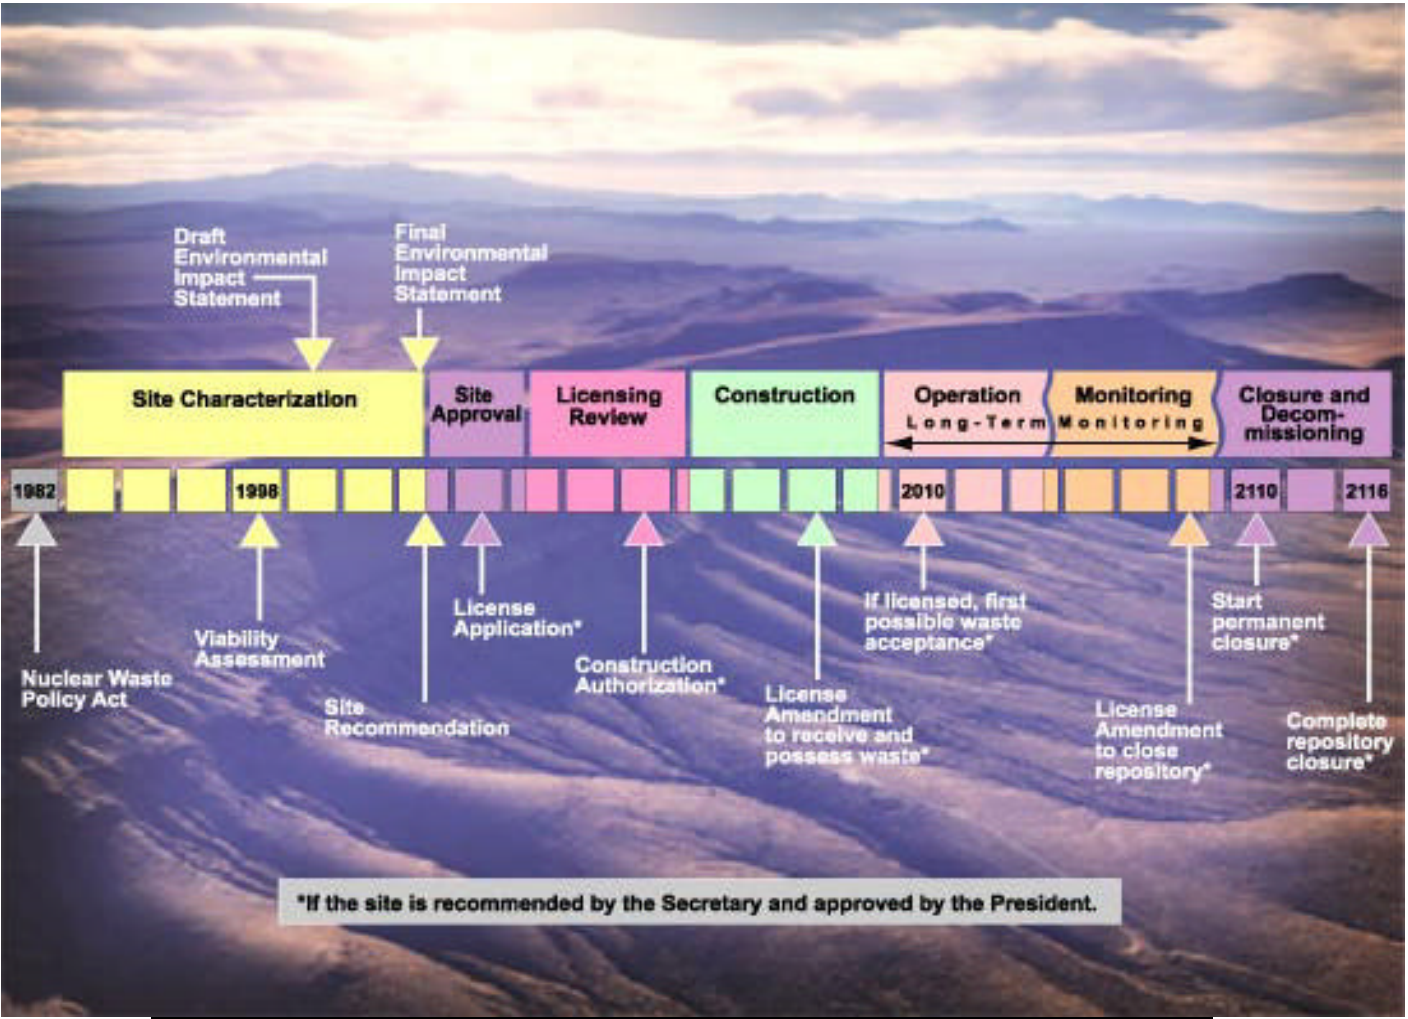 Draft
Environmental
Impact
Statement
Final
Environmental
Impact
Statement
Site Characterization
Site
Approval
Licensing
Review
Construction
Operation
Monitoring
Long-Term Monitoring
Closure and
Decom-
missioning
1982
1998
2010
2110
2116
Nuclear Waste
Policy Act
Viability
Assessment
Site
Recommendation
License
Application*
Construction
Authorization*
License
Amendment
to receive and
possess waste*
If licensed, first
possible waste
acceptance*
License
Amendment
to close
repository*
Start
permanent
closure*
Complete
repository
closure*
*If the site is recommended by the Secretary and approved by the President.